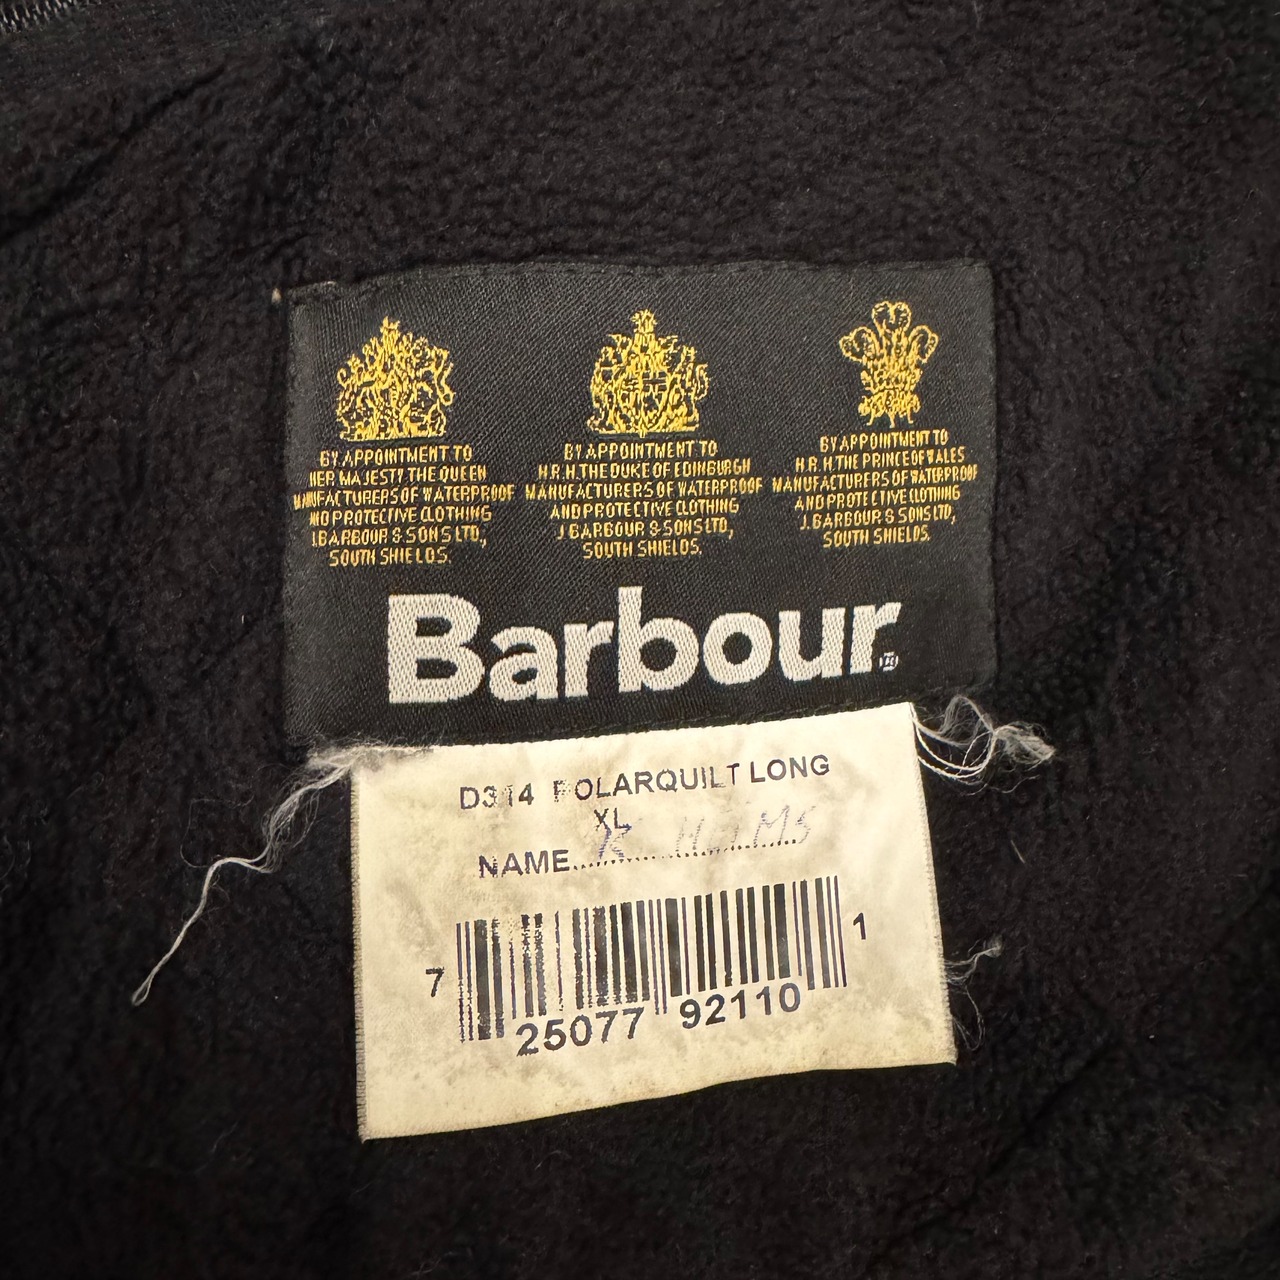 BY APPOINTMENT TO
HER MAJESTY THE QUEEN
MANUFACTURERS OF WATERPROOF
AND PROTECTIVE CLOTHING
J.BARBOUR & SONS LTD,
SOUTH SHIELDS.
BY APPOINTMENT TO
H.R.H.THE DUKE OF EDINBURGH
MANUFACTURERS OF WATERPROOF
AND PROTECTIVE CLOTHING
J.BARBOUR & SONS LTD,
SOUTH SHIELDS.
BY APPOINTMENT TO
H.R.H.THE PRINCE OF WALES
MANUFACTURERS OF WATERPROOF
AND PROTECTIVE CLOTHING
J.BARBOUR & SONS LTD,
SOUTH SHIELDS.
Barbour®
D314 POLARQUILT LONG
XL
NAME.............................. K
7 25077 92110 1